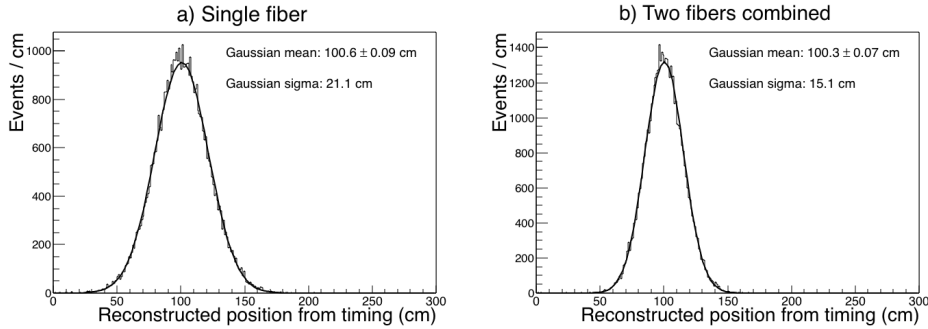 a) Single fiber
Events / cm
1000
800
600
400
200
0
Gaussian mean: 100.6 ± 0.09 cm
Gaussian sigma: 21.1 cm
0 50 100 150 200 250 300
Reconstructed position from timing (cm)
b) Two fibers combined
Events / cm
1400
1200
1000
800
600
400
200
0
Gaussian mean: 100.3 ± 0.07 cm
Gaussian sigma: 15.1 cm
0 50 100 150 200 250 300
Reconstructed position from timing (cm)